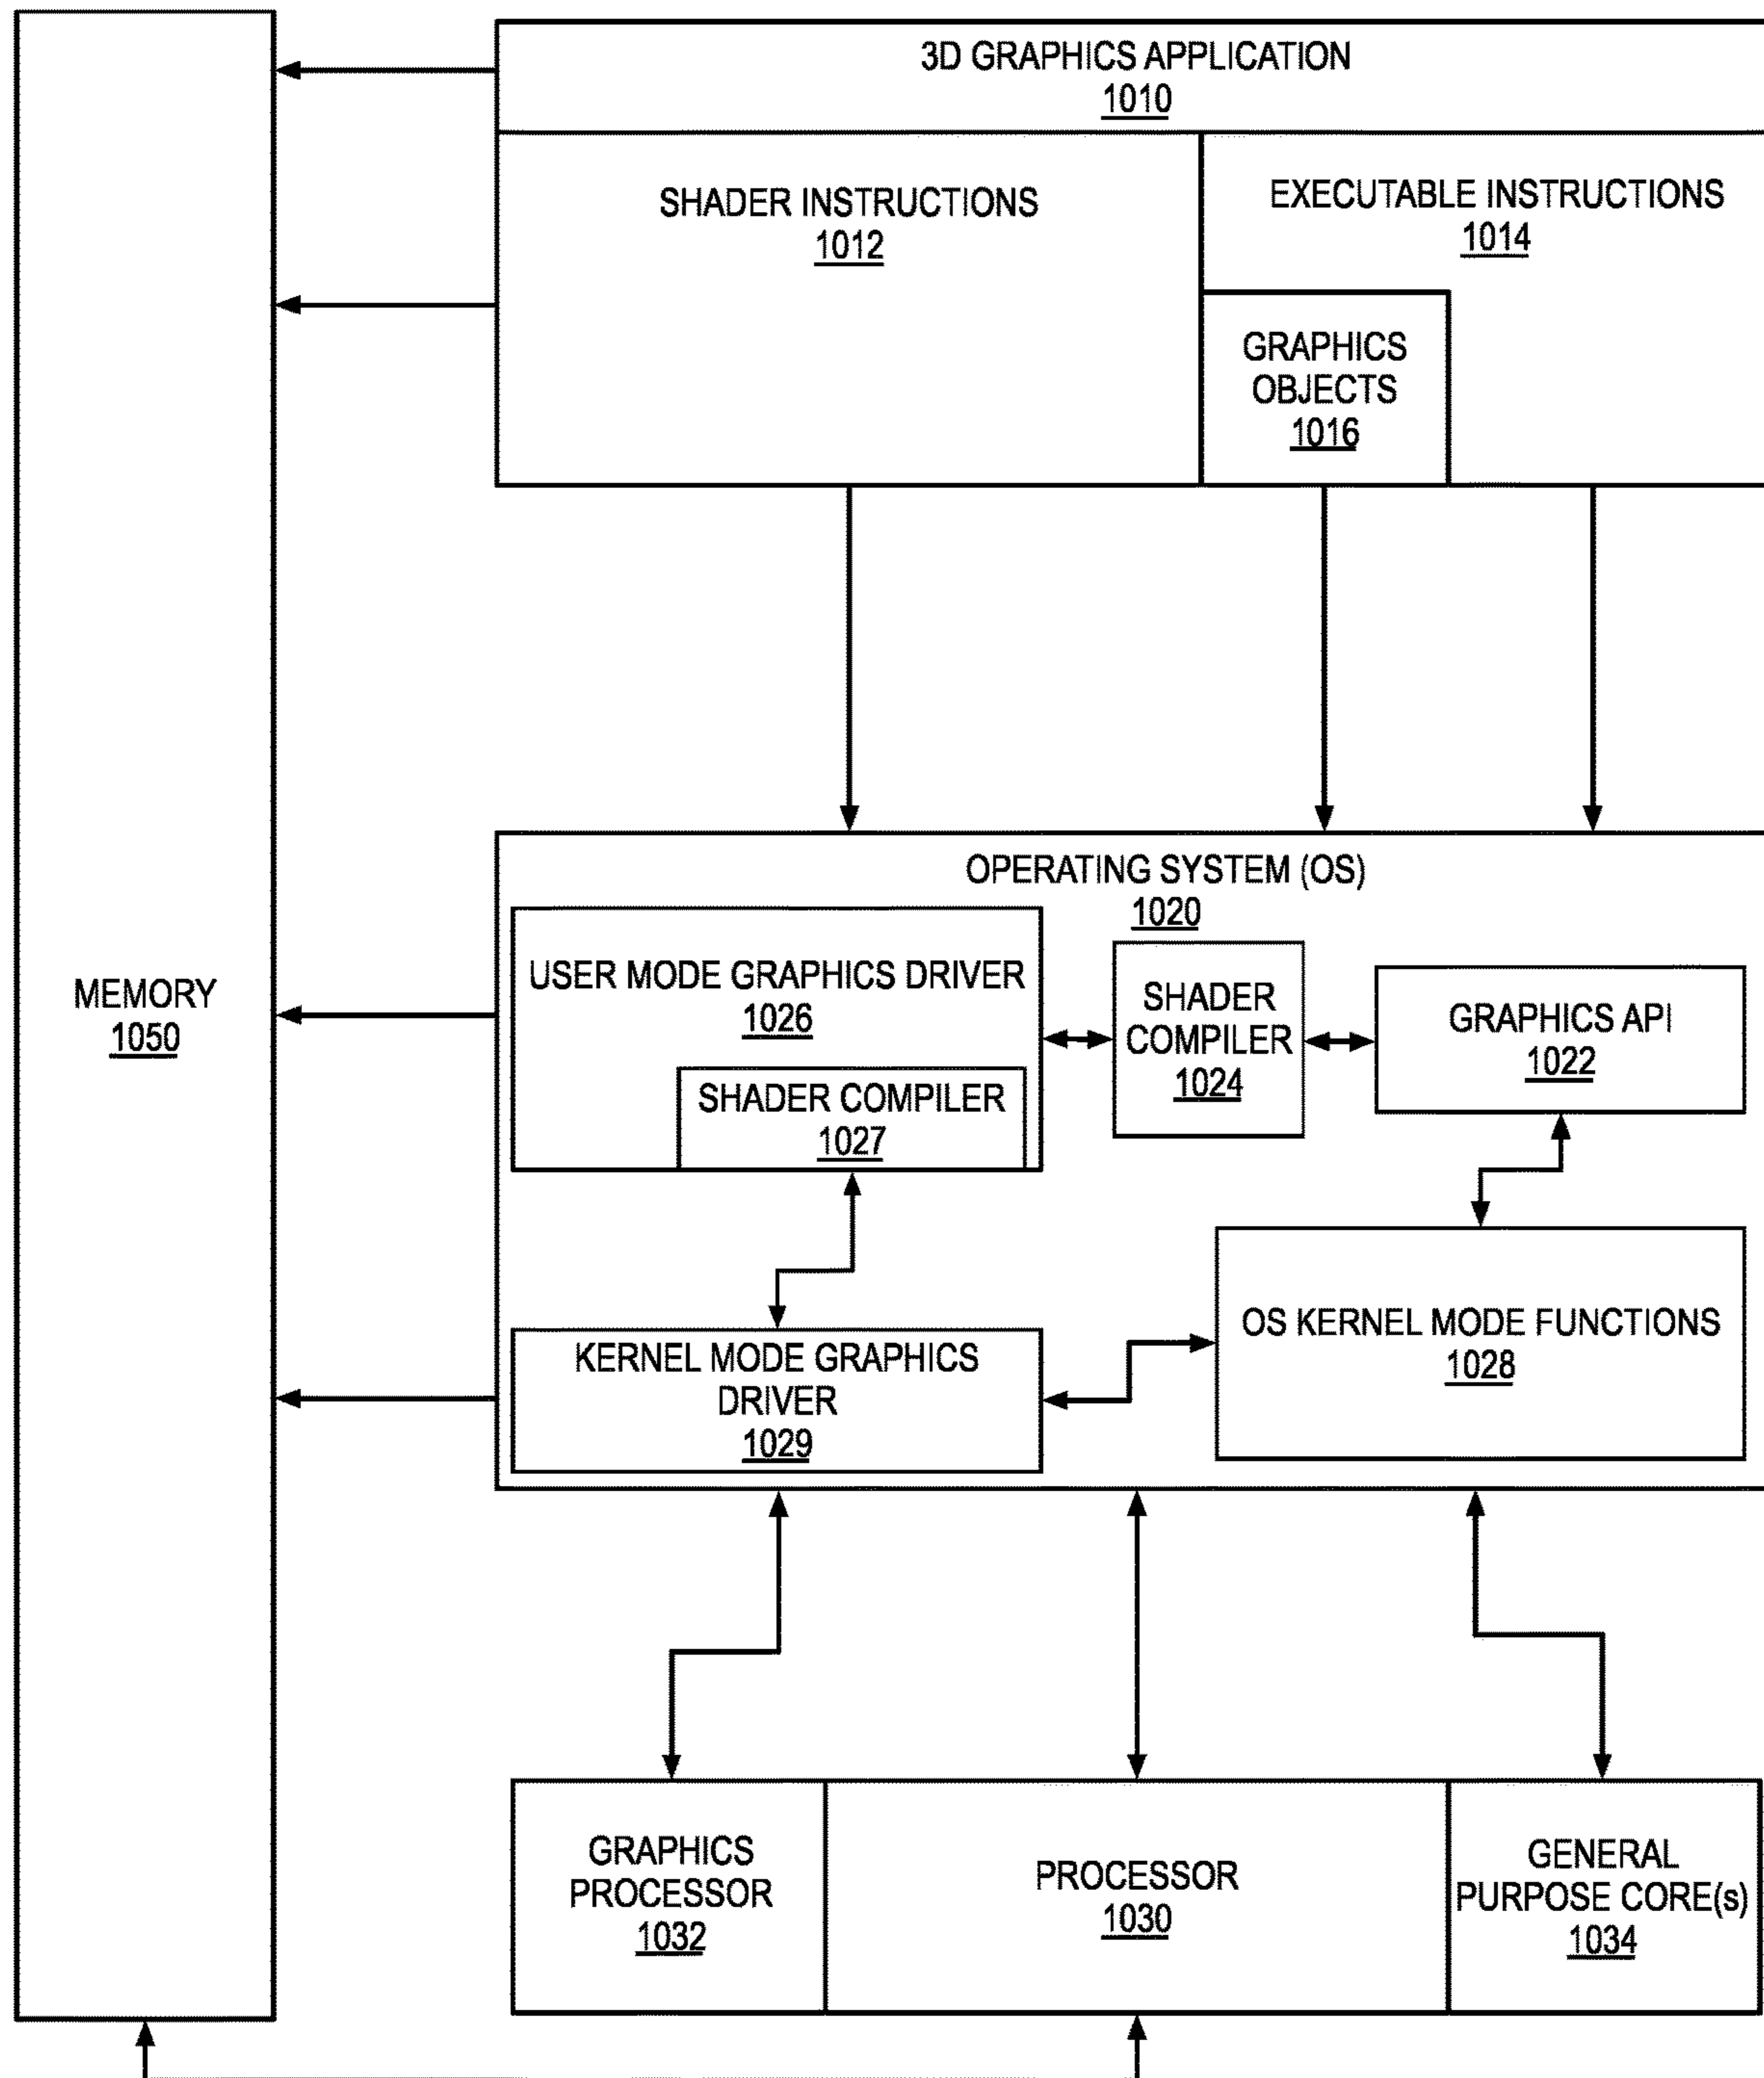 3D GRAPHICS APPLICATION
1010
SHADER INSTRUCTIONS
1012
EXECUTABLE INSTRUCTIONS
1014
GRAPHICS
OBJECTS
1016
MEMORY
1050
OPERATING SYSTEM (OS)
1020
USER MODE GRAPHICS DRIVER
1026
SHADER COMPILER
1027
SHADER
COMPILER
1024
GRAPHICS API
1022
KERNEL MODE GRAPHICS
DRIVER
1029
OS KERNEL MODE FUNCTIONS
1028
GRAPHICS
PROCESSOR
1032
PROCESSOR
1030
GENERAL
PURPOSE CORE(s)
1034